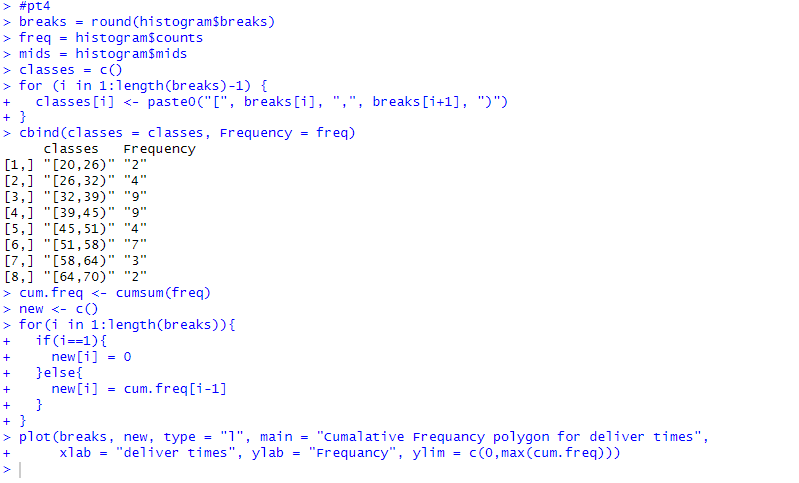 > #pt4
> breaks = round(histogram$breaks)
> freq = histogram$counts
> mids = histogram$mids
> classes = c()
> for (i in 1:length(breaks)-1) {
+   classes[i] <- paste0("[", breaks[i], ",", breaks[i+1], ")")
+ }
> cbind(classes = classes, Frequency = freq)
     classes   Frequency
[1,] "[20,26)" "2"
[2,] "[26,32)" "4"
[3,] "[32,39)" "9"
[4,] "[39,45)" "9"
[5,] "[45,51)" "4"
[6,] "[51,58)" "7"
[7,] "[58,64)" "3"
[8,] "[64,70)" "2"
> cum.freq <- cumsum(freq)
> new <- c()
> for(i in 1:length(breaks)){
+   if(i==1){
+     new[i] = 0
+   }else{
+     new[i] = cum.freq[i-1]
+   }
+ }
> plot(breaks, new, type = "l", main = "Cumalative Frequancy polygon for deliver times",
+      xlab = "deliver times", ylab = "Frequancy", ylim = c(0,max(cum.freq)))
>